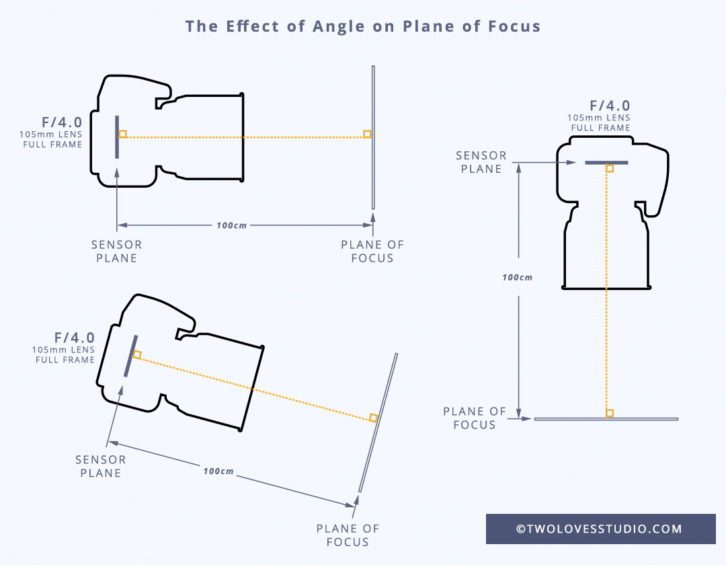 The Effect of Angle on Plane of Focus
F/4.0
105mm LENS
FULL FRAME
100cm
SENSOR
PLANE
PLANE OF
FOCUS
F/4.0
105mm LENS
FULL FRAME
SENSOR
PLANE
100cm
PLANE OF
FOCUS
F/4.0
105mm LENS
FULL FRAME
SENSOR
PLANE
100cm
PLANE OF
FOCUS
©TWOLOVESSTUDIO.COM